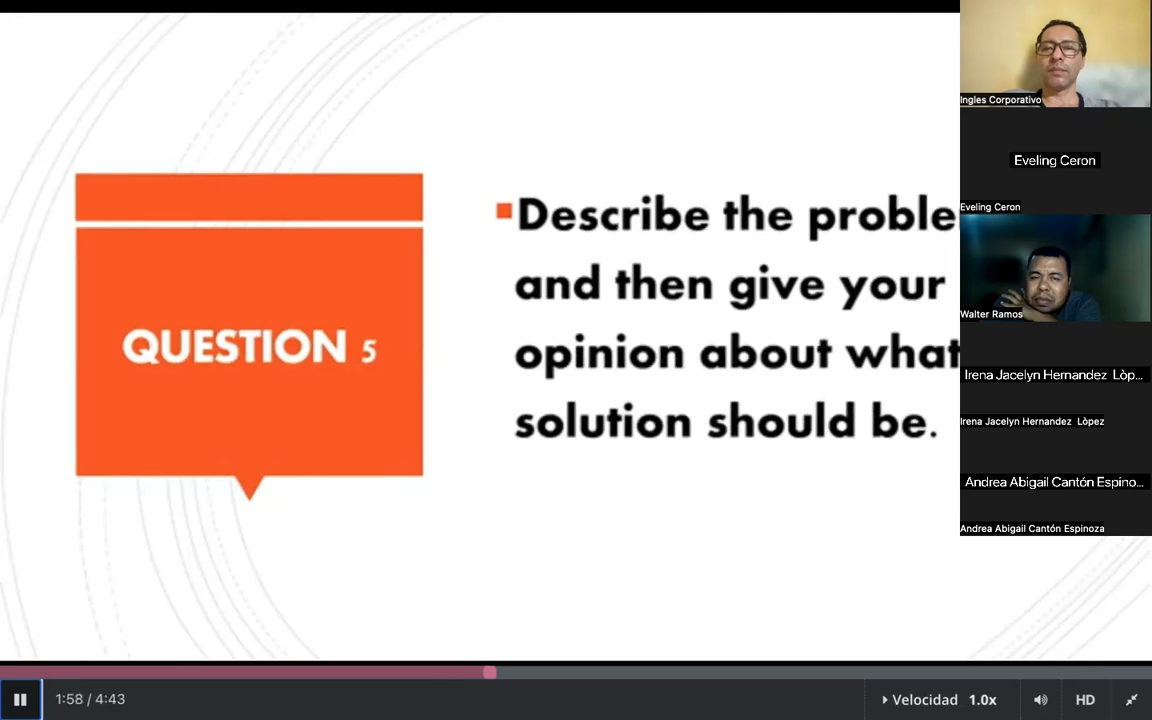 QUESTION 5
Describe the proble
and then give your
opinion about what
solution should be.
Ingles Corporativo
Eveling Ceron
Eveling Ceron
Walter Ramos
Irena Jacelyn Hernandez Lòp...
Irena Jacelyn Hernandez Lòpez
Andrea Abigail Cantón Espino...
Andrea Abigail Cantón Espinoza
1:58 / 4:43
Velocidad 1.0x
HD